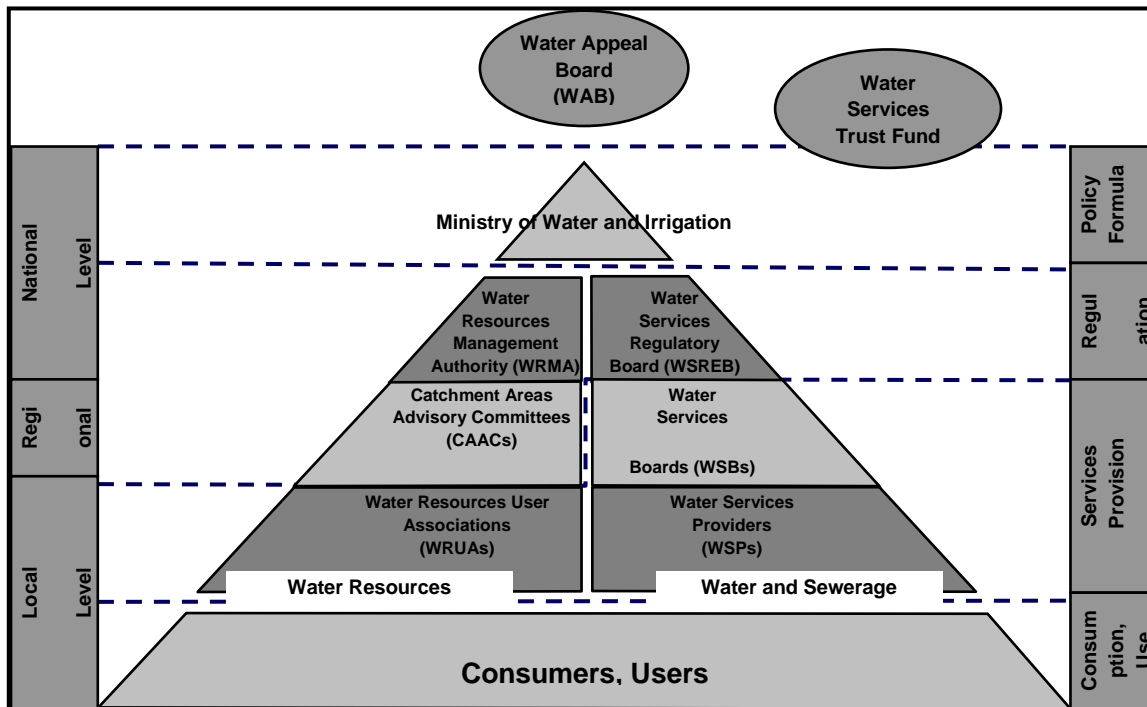 Water Appeal
Board
(WAB)
Water
Services
Trust Fund
National
Level
Regi
onal
Local
Level
Ministry of Water and Irrigation
Water
Resources
Management
Authority (WRMA)
Water
Services
Regulatory
Board (WSREB)
Catchment Areas
Advisory Committees
(CAACs)
Water
Services
Boards (WSBs)
Water Resources User
Associations
(WRUAs)
Water Services
Providers
(WSPs)
Water Resources
Water and Sewerage
Consumers, Users
Policy
Formula
Regul
ation
Services
Provision
Consum
ption,
Use